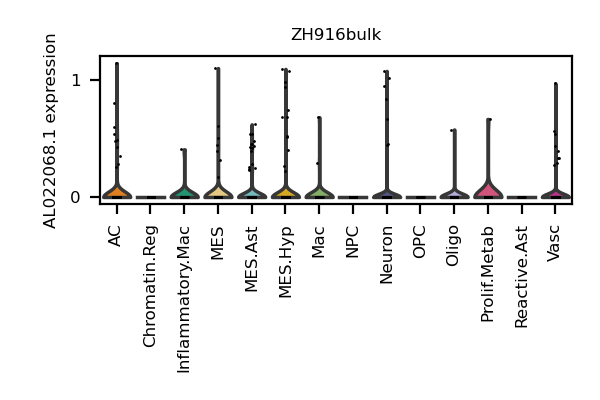 ZH916bulk
AL022068.1 expression
1
0
AC
Chromatin.Reg
Inflammatory.Mac
MES
MES.Ast
MES.Hyp
Mac
NPC
Neuron
OPC
Oligo
Prolif.Metab
Reactive.Ast
Vasc